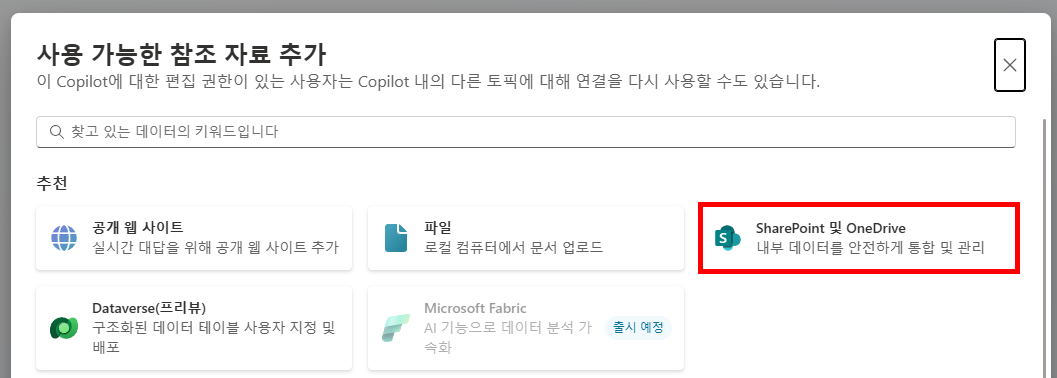 사용 가능한 참조 자료 추가
이 Copilot에 대한 편집 권한이 있는 사용자는 Copilot 내의 다른 토픽에 대해 연결을 다시 사용할 수도 있습니다.
찾고 있는 데이터의 키워드입니다
추천
공개 웹 사이트
실시간 대답을 위해 공개 웹 사이트 추가
파일
로컬 컴퓨터에서 문서 업로드
SharePoint 및 OneDrive
내부 데이터를 안전하게 통합 및 관리
Dataverse(프리뷰)
구조화된 데이터 테이블 사용자 지정 및
배포
Microsoft Fabric
AI 기능으로 데이터 분석 가
속화
출시 예정